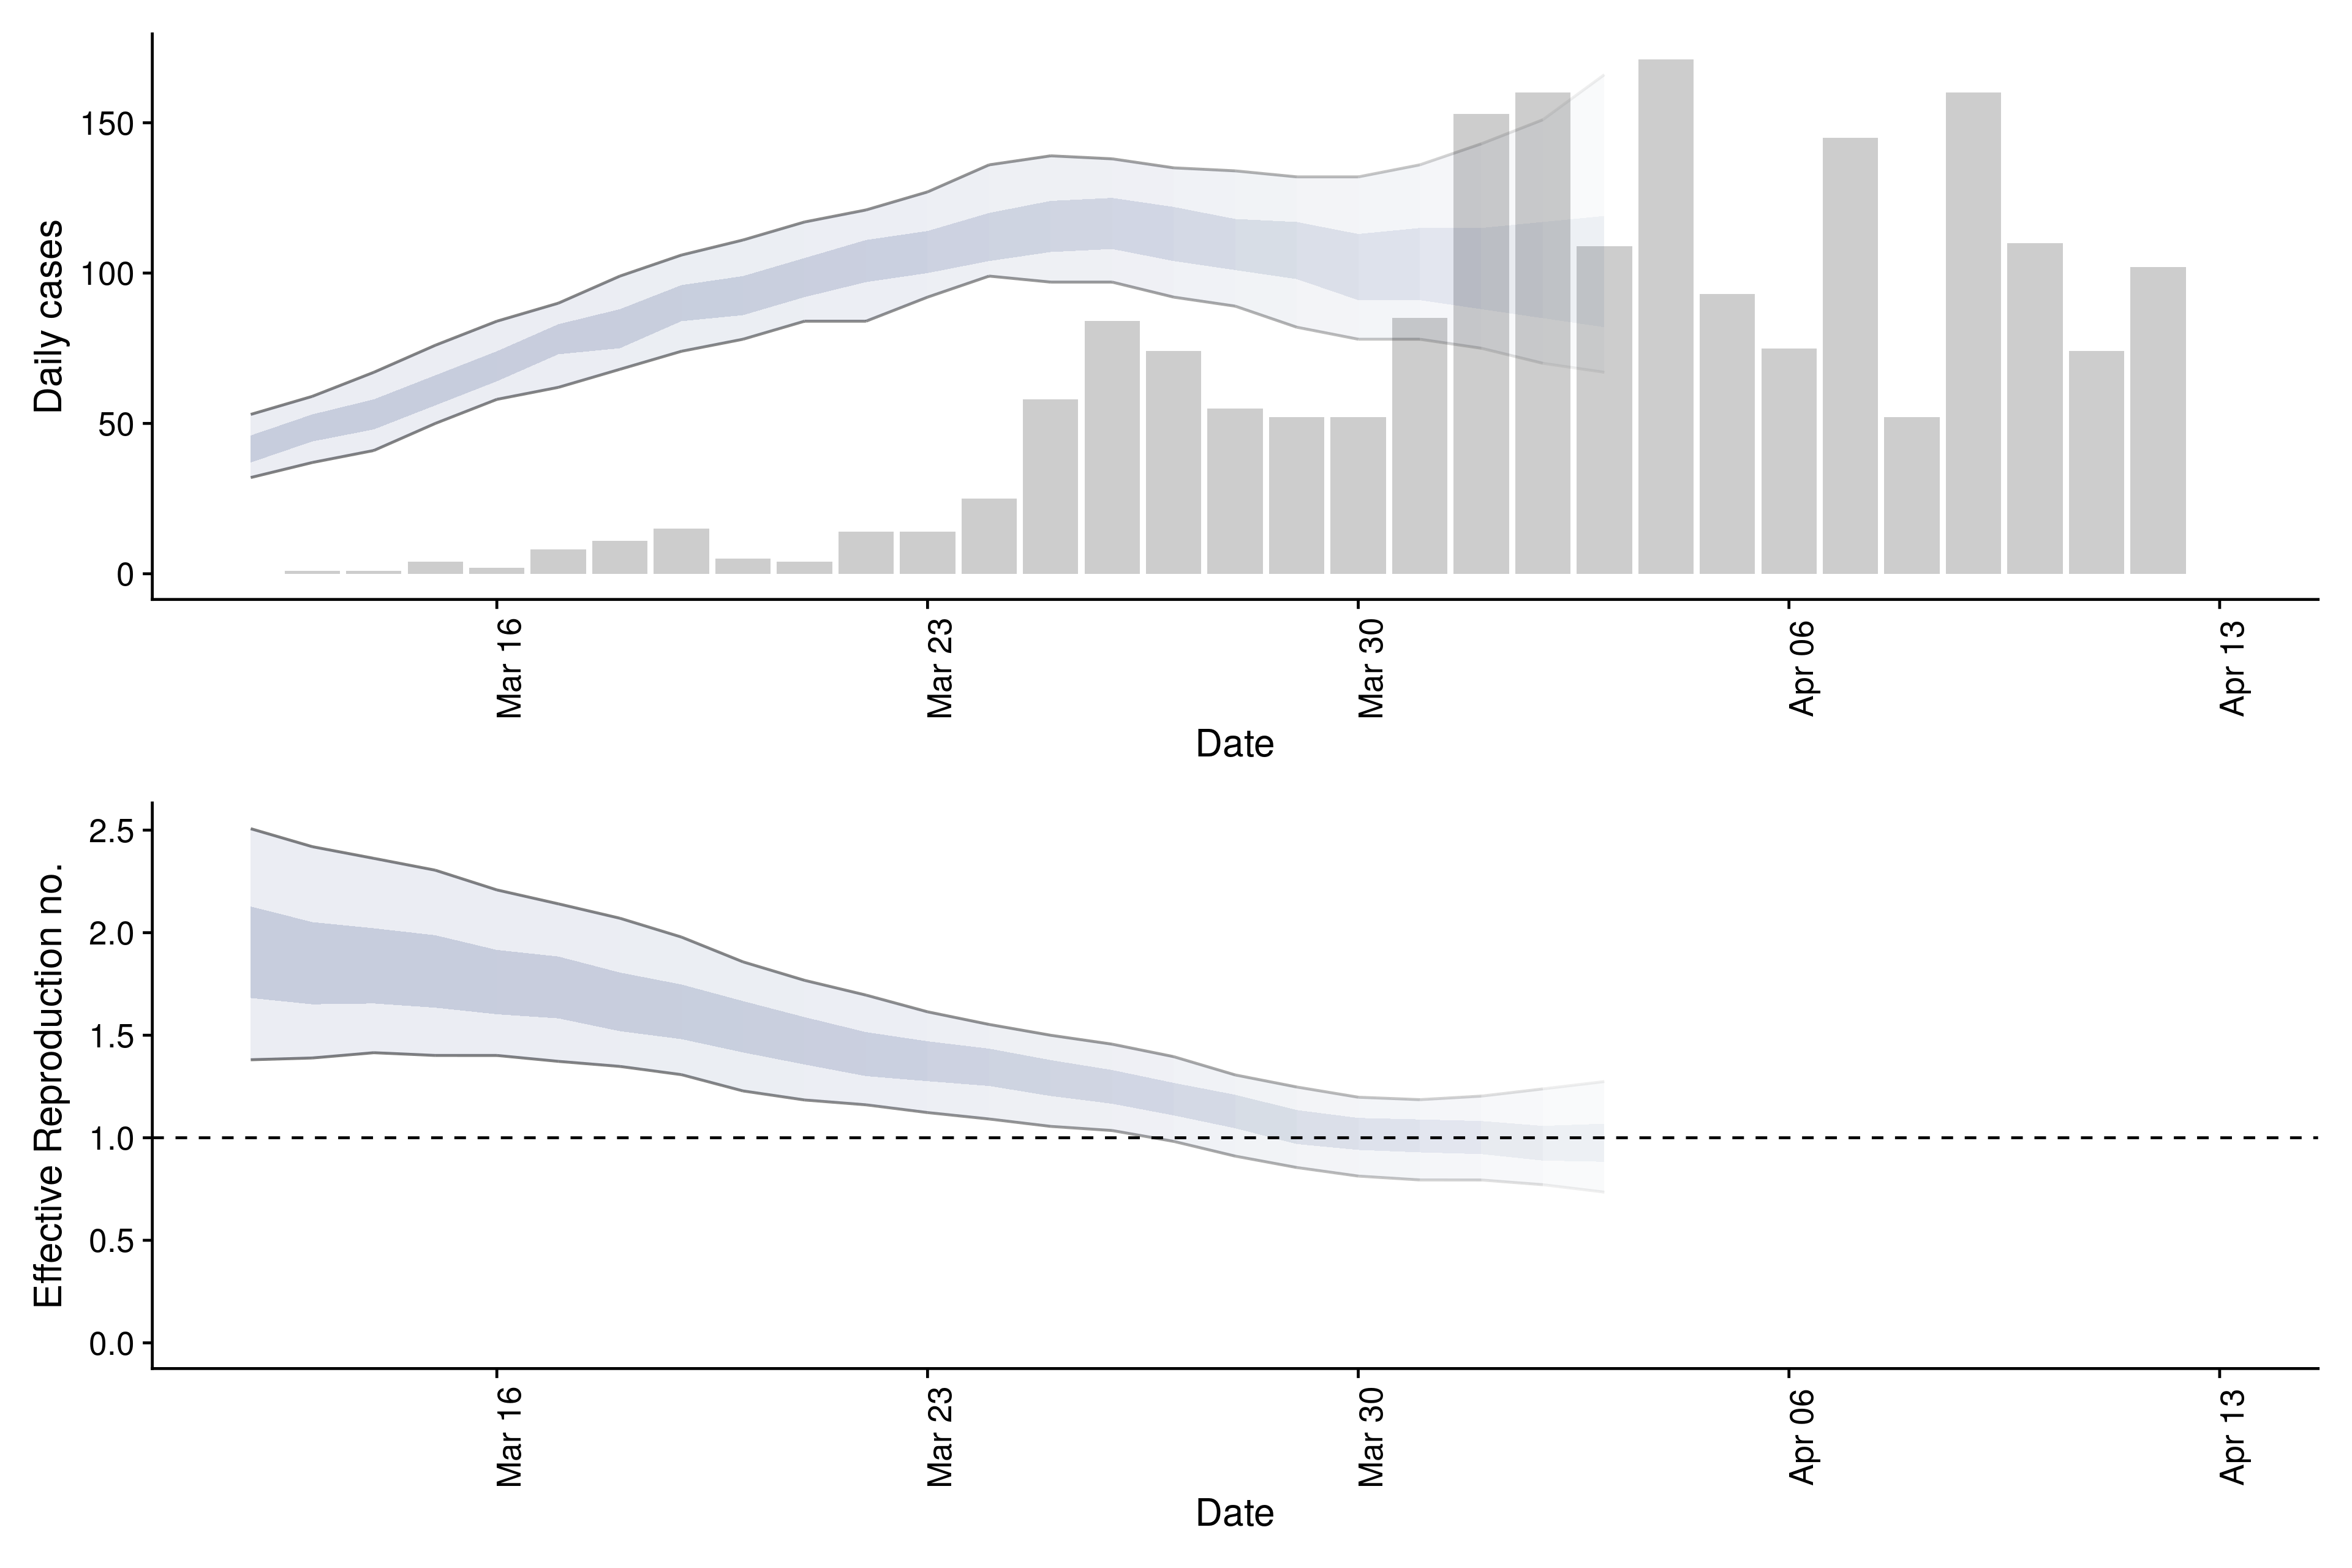 Daily cases
150
100
50
0
Mar 16
Mar 23
Mar 30
Apr 06
Apr 13
Date
Effective Reproduction no.
2.5
2.0
1.5
1.0
0.5
0.0
Mar 16
Mar 23
Mar 30
Apr 06
Apr 13
Date